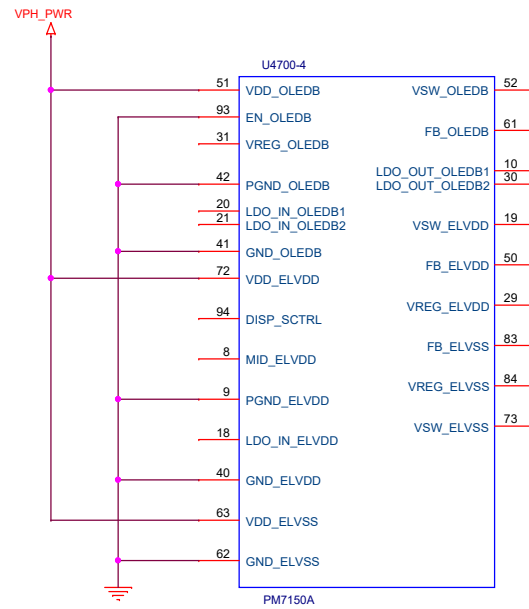 VPH_PWR
U4700-4
51 VDD_OLEDB VSW_OLEDB 52
93 EN_OLEDB
FB_OLEDB 61
31 VREG_OLEDB
LDO_OUT_OLEDB1 10
42 PGND_OLEDB LDO_OUT_OLEDB2 30
20 LDO_IN_OLEDB1
21 LDO_IN_OLEDB2 VSW_ELVDD 19
41 GND_OLEDB
FB_ELVDD 50
72 VDD_ELVDD
VREG_ELVDD 29
94 DISP_SCTRL
FB_ELVSS 83
8 MID_ELVDD
VREG_ELVSS 84
9 PGND_ELVDD
VSW_ELVSS 73
18 LDO_IN_ELVDD
40 GND_ELVDD
63 VDD_ELVSS
62 GND_ELVSS
PM7150A